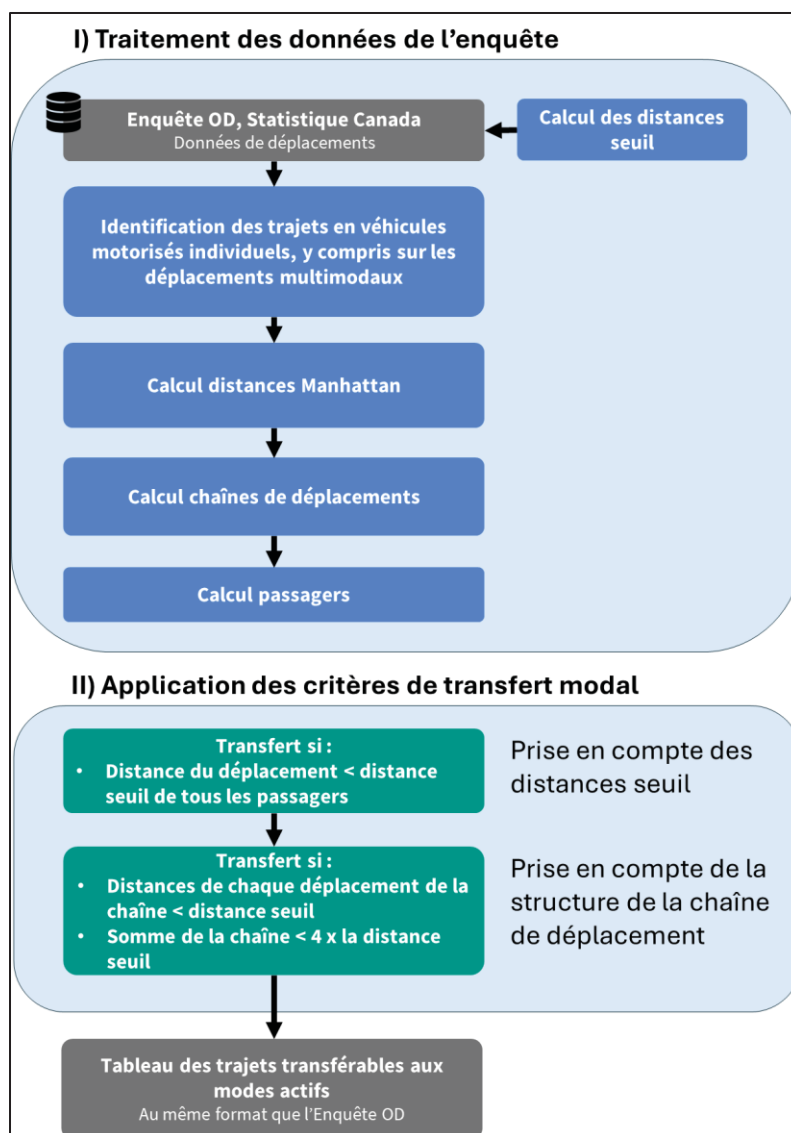 I) Traitement des données de l’enquête
Enquête OD, Statistique Canada
Données de déplacements
Calcul des distances
seuil
Identification des trajets en véhicules
motorisés individuels, y compris sur les
déplacements multimodaux
Calcul distances Manhattan
Calcul chaînes de déplacements
Calcul passagers
II) Application des critères de transfert modal
Transfert si :
• Distance du déplacement < distance
seuil de tous les passagers
Prise en compte des
distances seuil
Transfert si :
• Distances de chaque déplacement de la
chaîne < distance seuil
• Somme de la chaîne < 4 x la distance
seuil
Prise en compte de la
structure de la chaîne
de déplacement
Tableau des trajets transférables aux
modes actifs
Au même format que l’Enquête OD